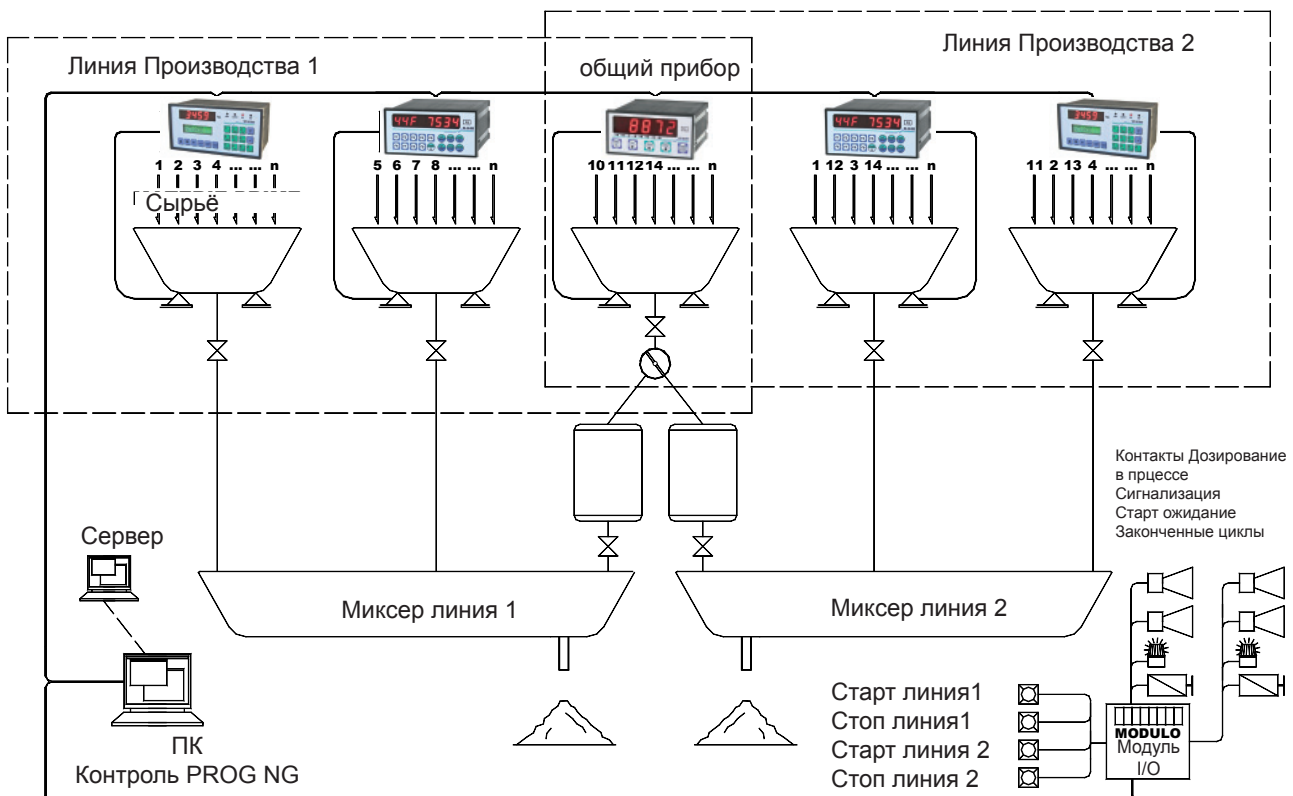 Линия Производства 1
общий прибор
Линия Производства 2
3459
44F 7534
8872
44F 7534
3459
1 2 3 4 ... ... n
5 6 7 8 ... ... n
10 11 12 14 ... ... n
1 12 3 14 ... ... n
11 2 13 4 ... ... n
Сырьё
Контакты Дозирование
в прцессе
Сигнализация
Старт ожидание
Законченные циклы
Сервер
Миксер линия 1
Миксер линия 2
ПК
Контроль PROG NG
Старт линия1
Стоп линия1
Старт линия 2
Стоп линия 2
MODULO
Модуль
I/O